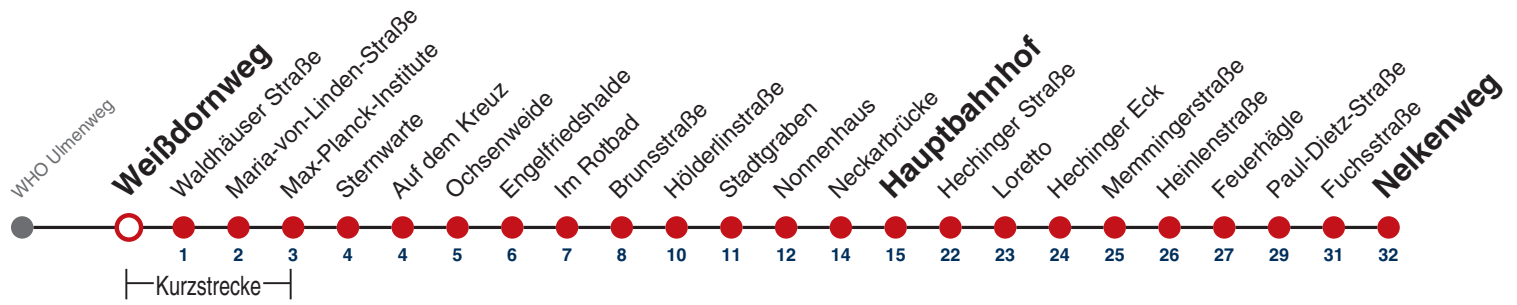 WHO Ulmenweg
Weißdornweg
Waldhäuser Straße
Maria-von-Linden-Straße
Max-Planck-Institute
Sternwarte
Auf dem Kreuz
Ochsenweide
Engelfriedshalde
Im Rotbad
Brunsstraße
Hölderlinstraße
Stadtgraben
Nonnenhaus
Neckarbrücke
Hauptbahnhof
Hechinger Straße
Loretto
Hechinger Eck
Memmingerstraße
Heinlenstraße
Feuerhägle
Paul-Dietz-Straße
Fuchsstraße
Nelkenweg
1 2 3 4 4 5 6 7 8 10 11 12 14 15 22 23 24 25 26 27 29 31 32
Kurzstrecke